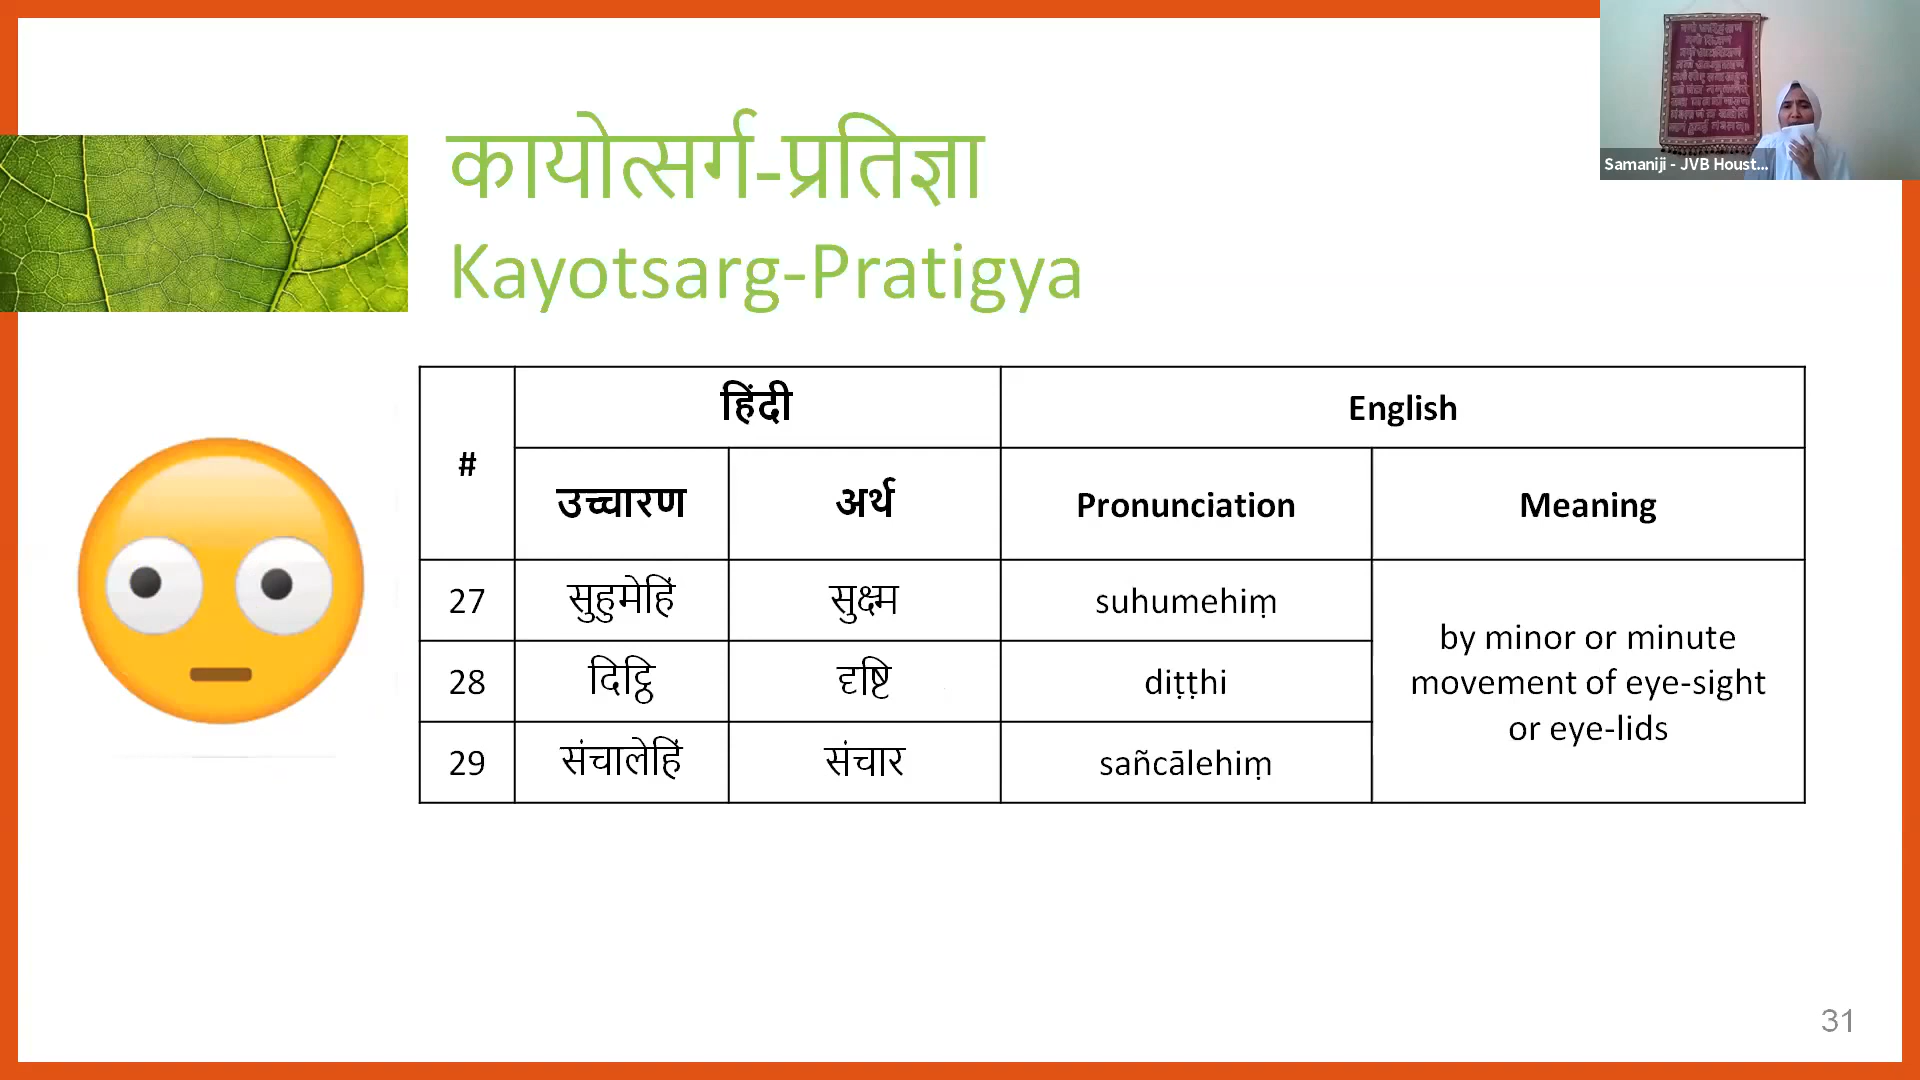 कायोत्सर्ग-प्रतिज्ञा
Kayotsarg-Pratigya
Samaniji - JVB Houst...
# हिंदी English
उच्चारण अर्थ Pronunciation Meaning
27 सुहुमेहिं सुक्ष्म suhumehiṃ
28 दिट्ठि दृष्टि diṭṭhi
29 संचालेहिं संचार sañcālehiṃ
by minor or minute
movement of eye-sight
or eye-lids
31